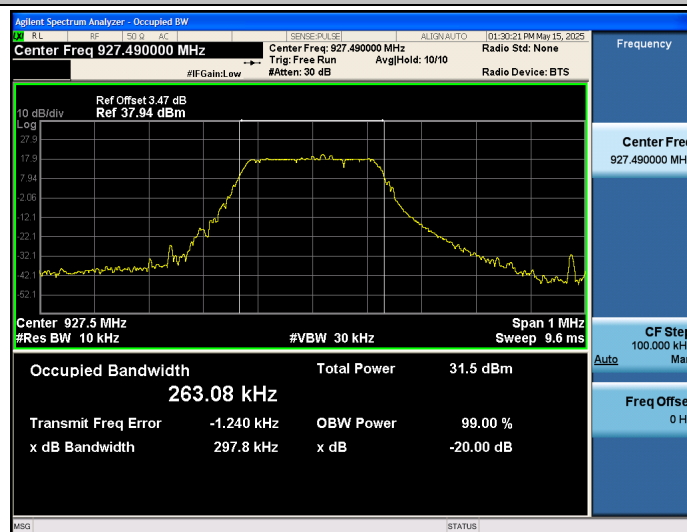 Agilent Spectrum Analyzer - Occupied BW
LXI RL RF 50 Ω AC SENSE:PULSE ALIGN AUTO 01:30:21 PM May 15, 2025
Center Freq 927.490000 MHz
Center Freq: 927.490000 MHz
Radio Std: None
Trig: Free Run Avg|Hold: 10/10
#IFGain:Low #Atten: 30 dB
Radio Device: BTS
Ref Offset 3.47 dB
10 dB/div Ref 37.94 dBm
Log
27.9
17.9
7.94
-2.06
-12.1
-22.1
-32.1
-42.1
-52.1
Center 927.5 MHz Span 1 MHz
#Res BW 10 kHz #VBW 30 kHz Sweep 9.6 ms
Occupied Bandwidth Total Power 31.5 dBm
263.08 kHz
Transmit Freq Error -1.240 kHz OBW Power 99.00 %
x dB Bandwidth 297.8 kHz x dB -20.00 dB
MSG STATUS
Frequency
Center Freq
927.490000 MH
CF Step
100.000 kH
Auto Ma
Freq Offse
0 H